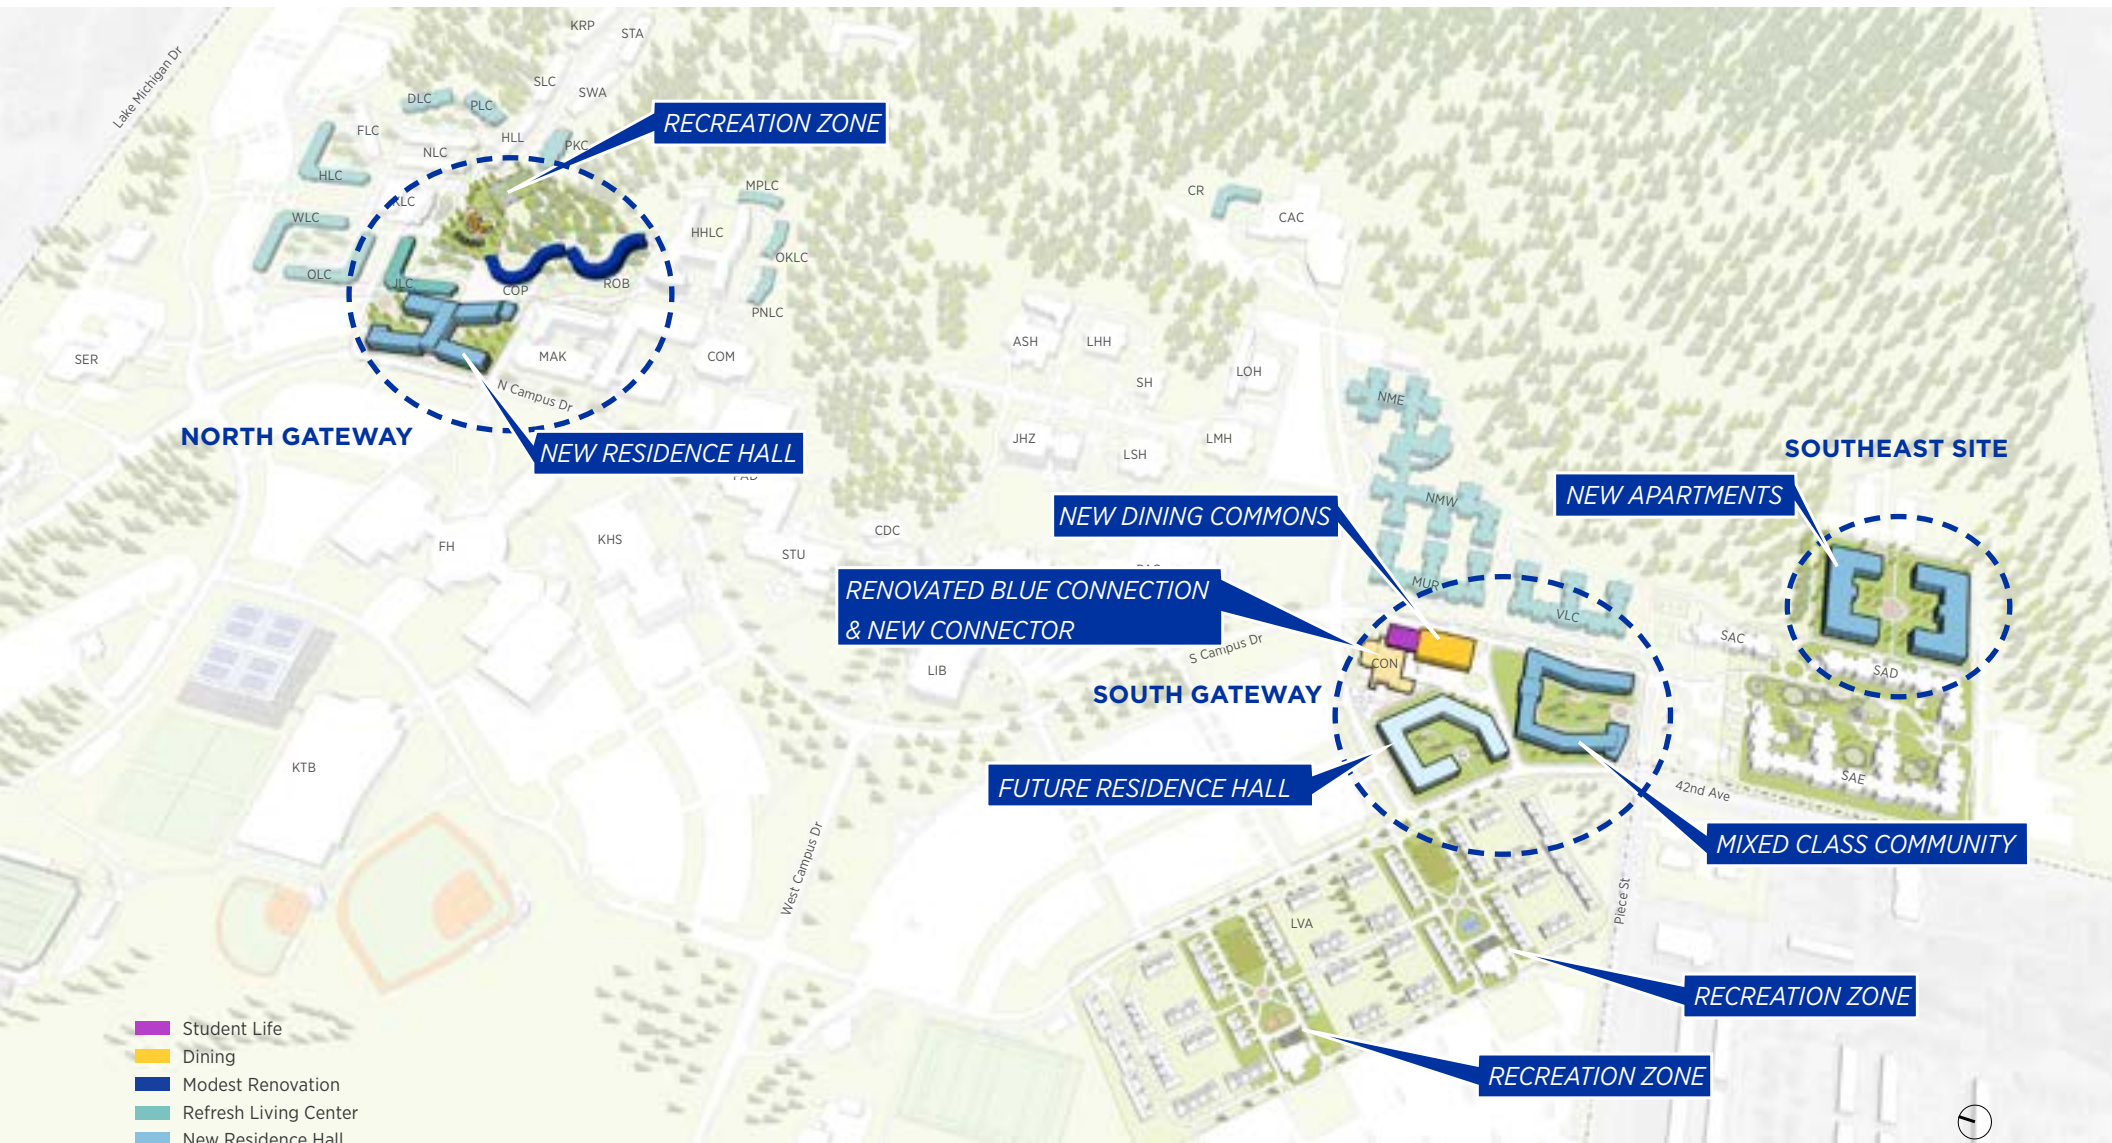 KRP
STA
Lake Michigan Dr
SLC
SWA
DLC
PLC
RECREATION ZONE
FLC
HLL
PKC
NLC
HLC
MPLC
CR
KLC
WLC
CAC
HHLC
OKLC
OLC
JLC
COP
ROB
PNLC
SER
MAK
COM
ASH
LHH
LOH
SH
N Campus Dr
NME
NORTH GATEWAY
NEW RESIDENCE HALL
JHZ
LSH
LMH
SOUTHEAST SITE
NEW APARTMENTS
NMW
NEW DINING COMMONS
FH
KHS
STU
CDC
RENOVATED BLUE CONNECTION
& NEW CONNECTOR
MUR
VLC
SAC
S Campus Dr
CON
LIB
SAD
SOUTH GATEWAY
KTB
FUTURE RESIDENCE HALL
SAE
42nd Ave
MIXED CLASS COMMUNITY
West Campus Dr
Piece St
LVA
RECREATION ZONE
RECREATION ZONE
Student Life
Dining
Modest Renovation
Refresh Living Center
New Residence Hall